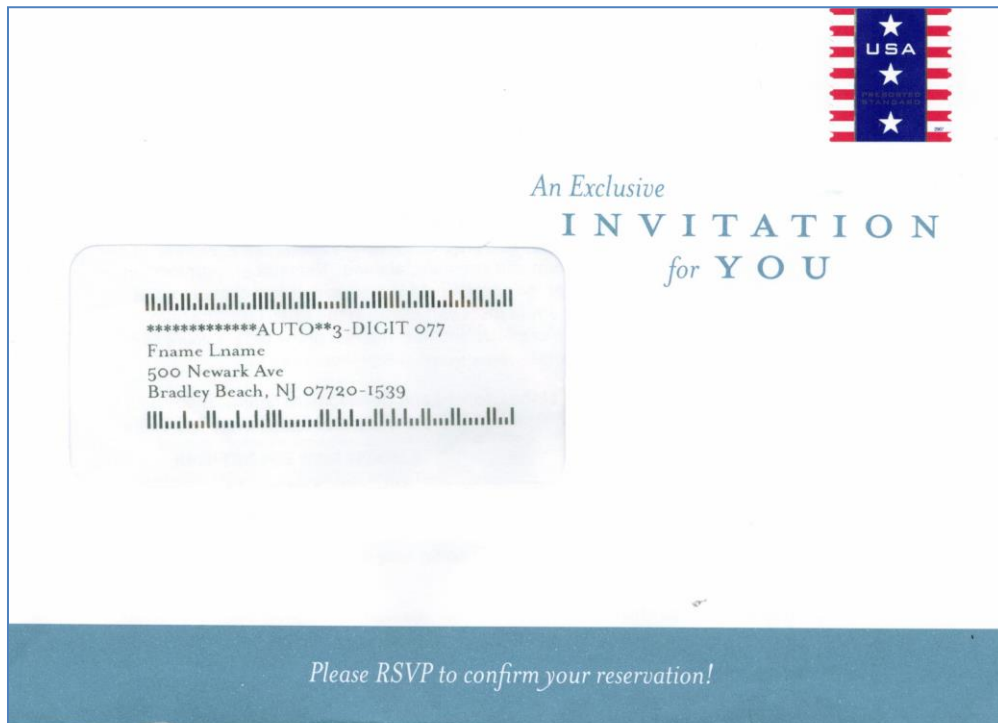 USA
PRESORTED
STANDARD
An Exclusive
INVITATION
for YOU
*************AUTO**3-DIGIT 077
Fname Lname
500 Newark Ave
Bradley Beach, NJ 07720-1539
Please RSVP to confirm your reservation!